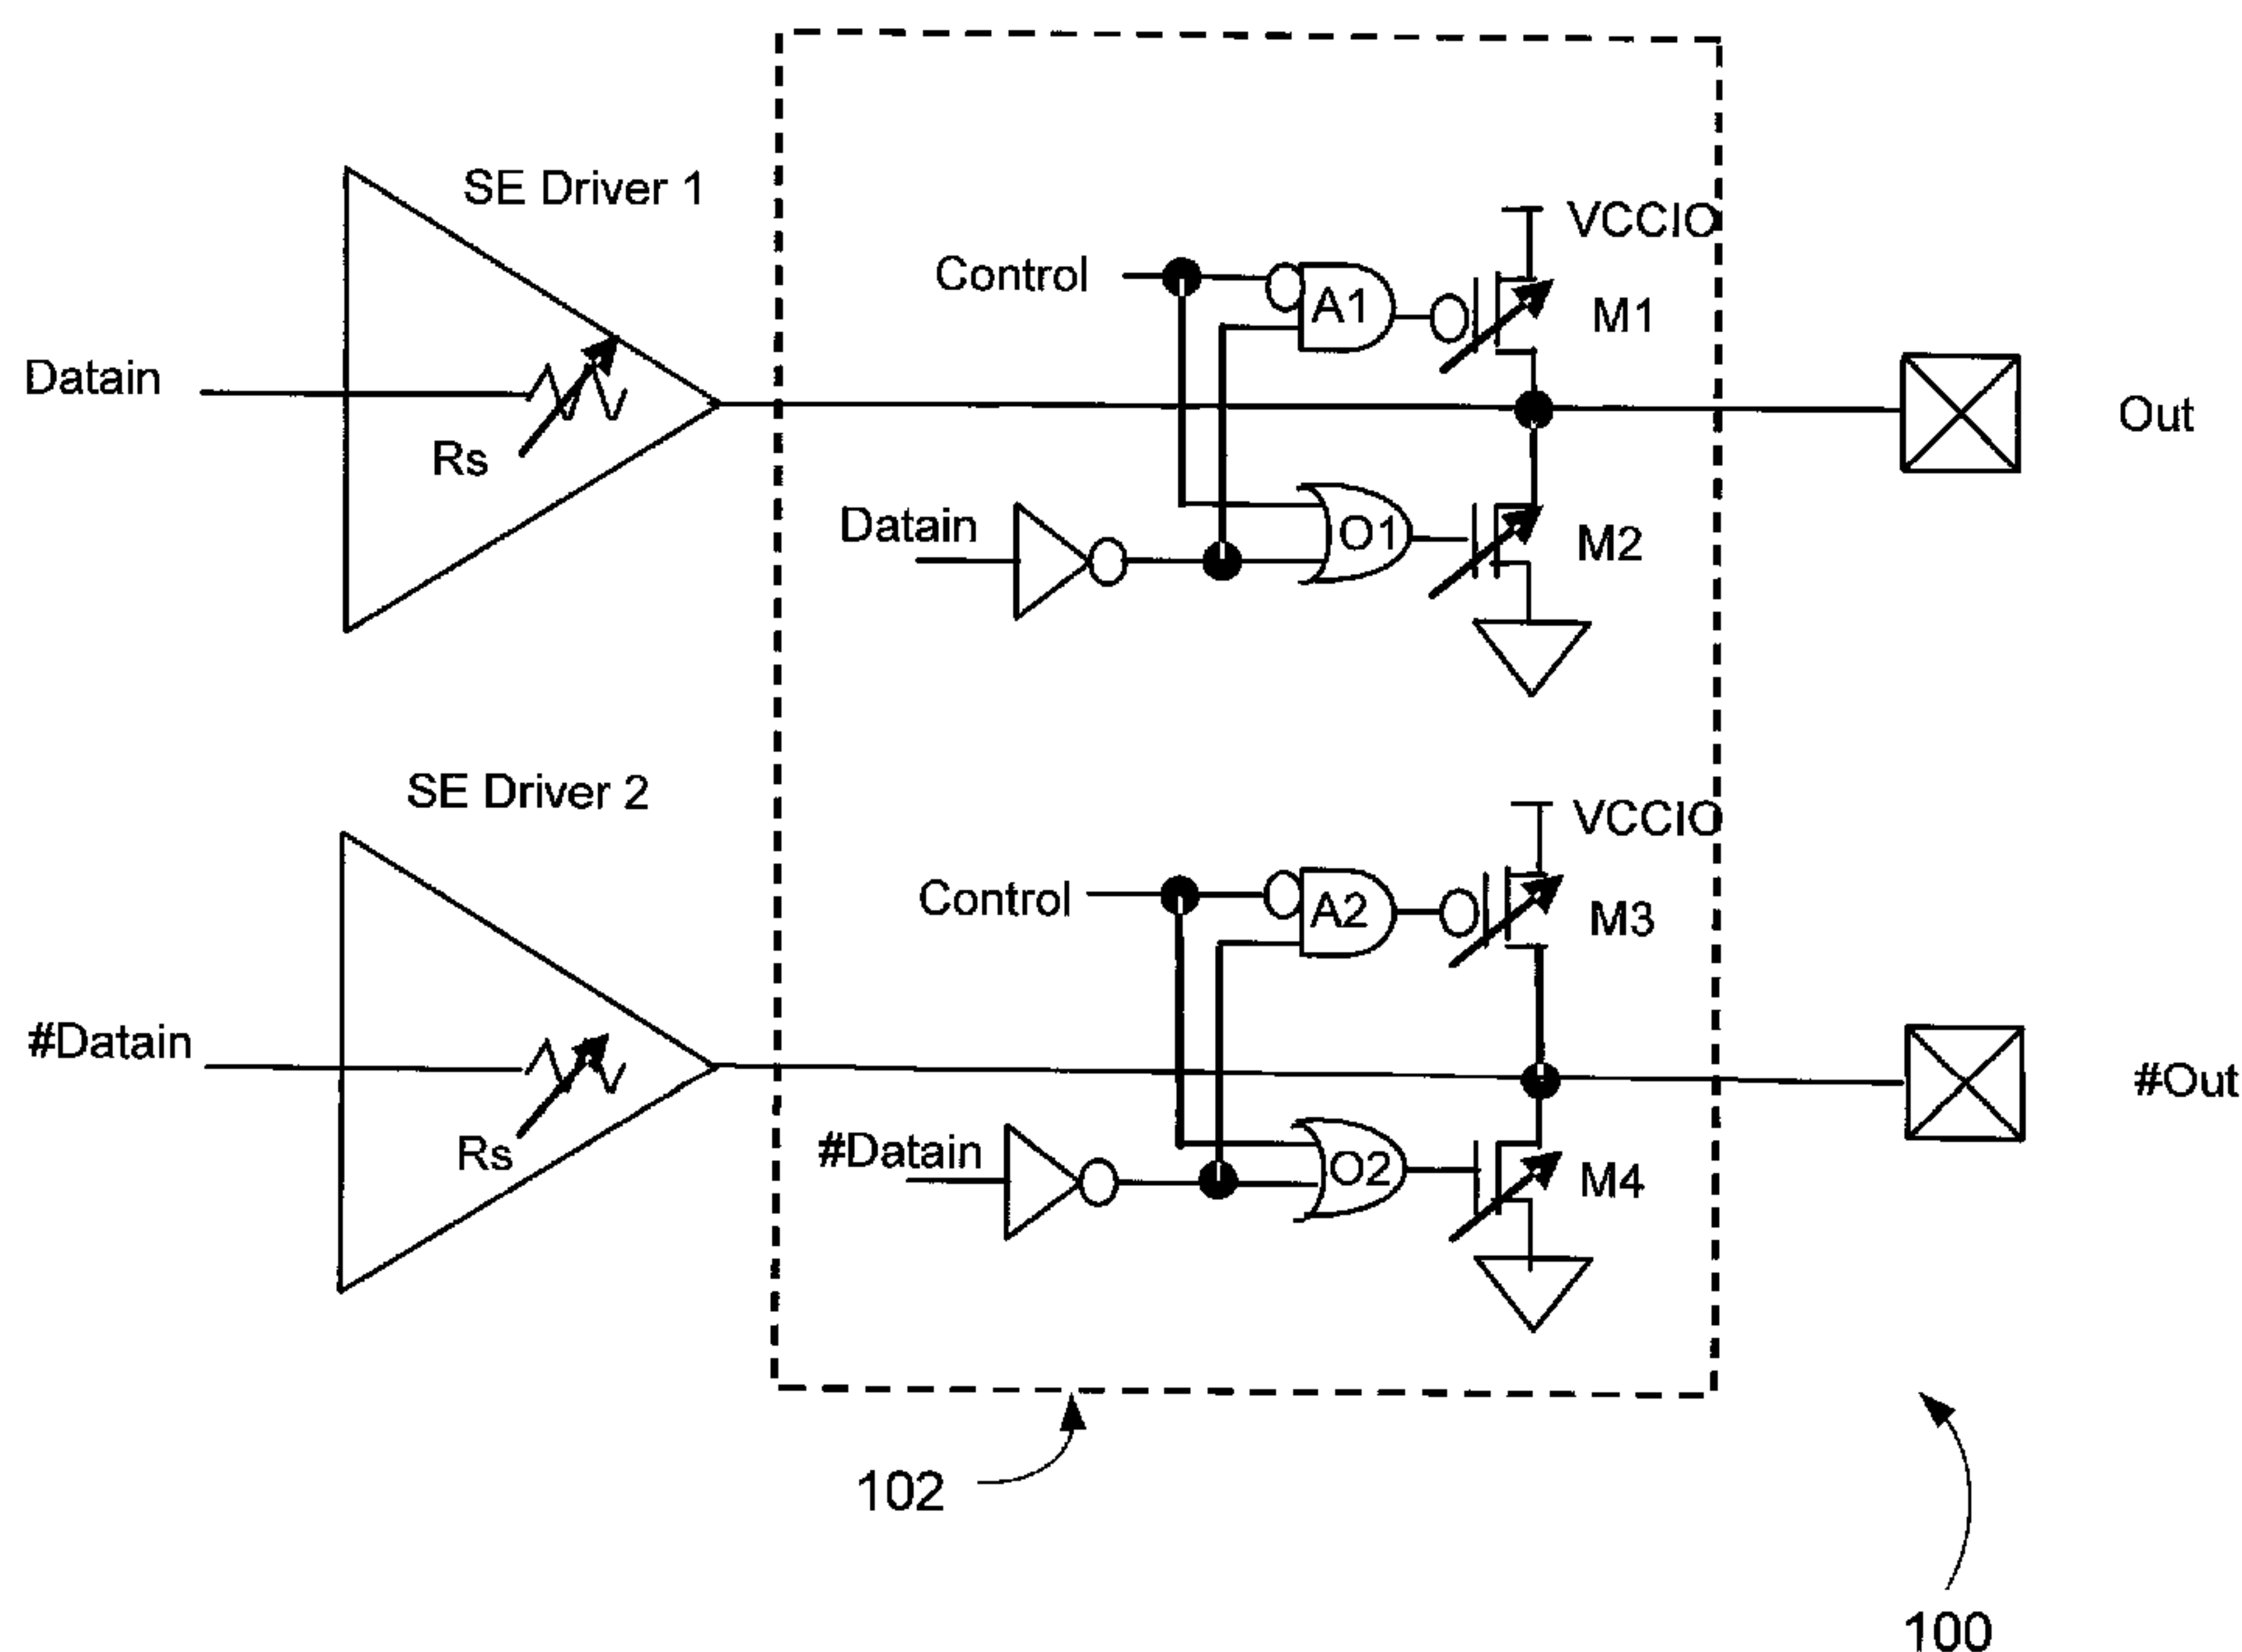 SE Driver 1
VCCIO
Control
A1
M1
Datain
Out
Rs
Datain
O1
M2
SE Driver 2
VCCIO
Control
A2
M3
#Datain
#Out
Rs
#Datain
O2
M4
102
100